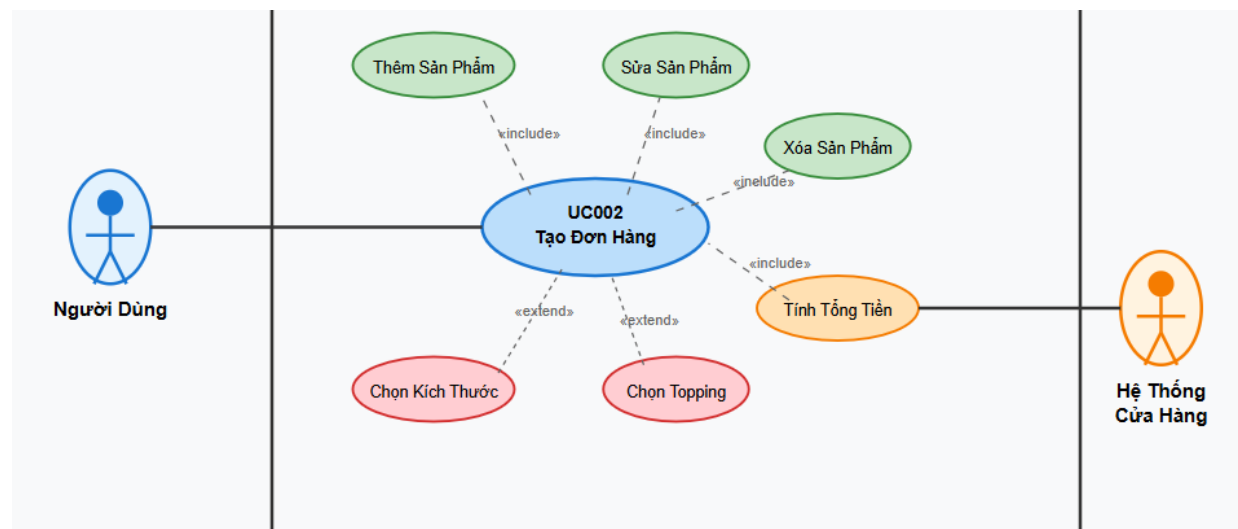 Thêm Sản Phẩm
Sửa Sản Phẩm
«include»
«include»
Xóa Sản Phẩm
«include»
UC002
Tạo Đơn Hàng
«include»
Người Dùng
Tính Tổng Tiền
«extend»
«extend»
Chọn Kích Thước
Chọn Topping
Hệ Thống
Cửa Hàng